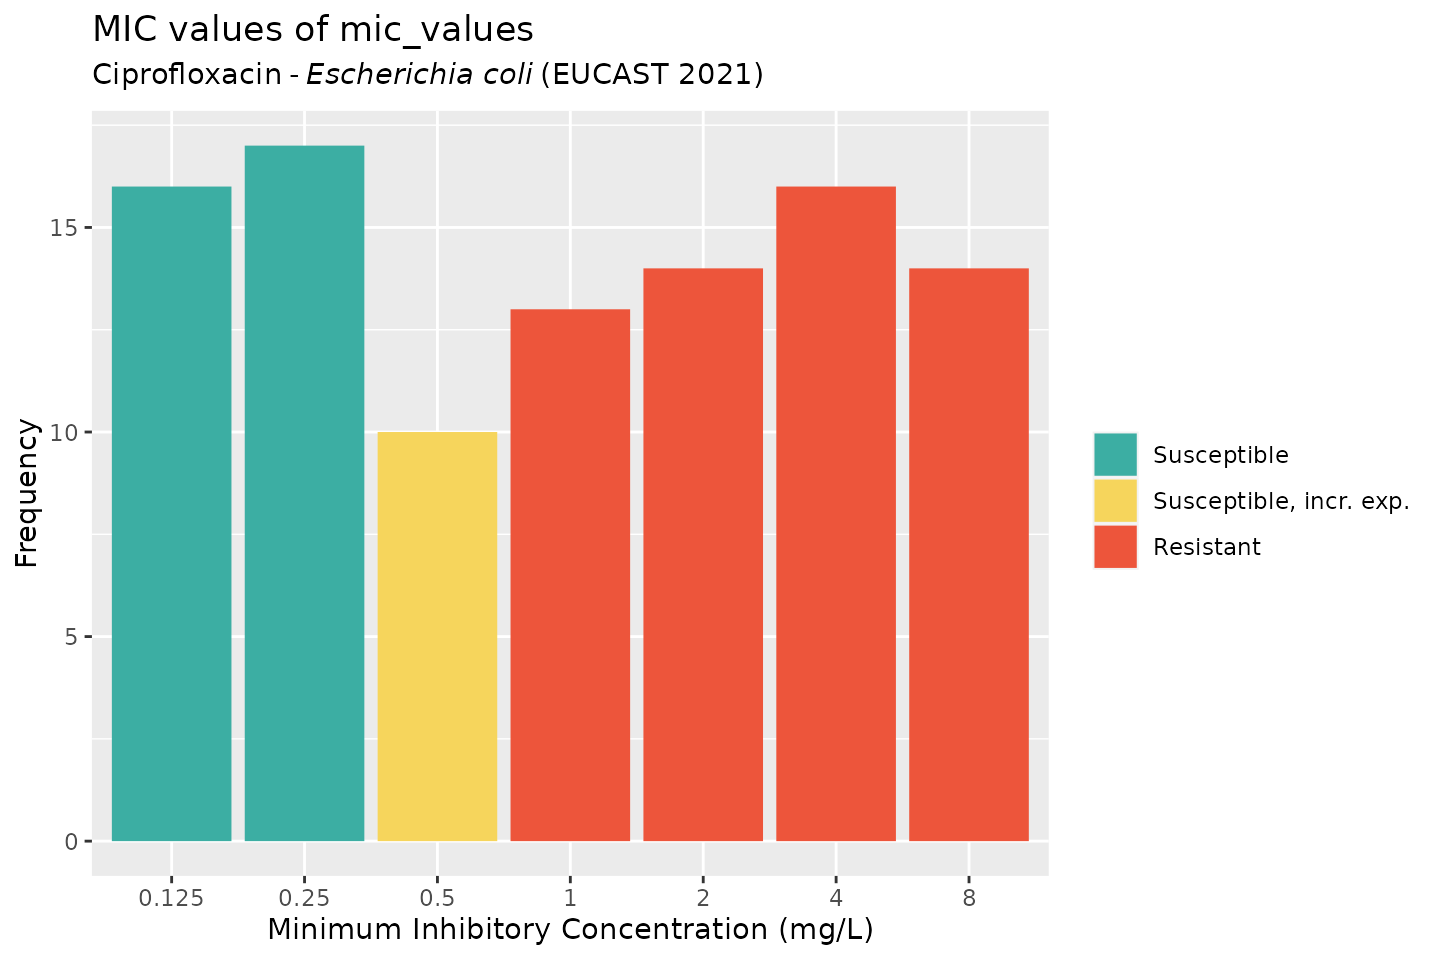 MIC values of mic_values
Ciprofloxacin - Escherichia coli (EUCAST 2021)
Frequency
15
10
5
0
0.125 0.25 0.5 1 2 4 8
Minimum Inhibitory Concentration (mg/L)
Susceptible
Susceptible, incr. exp.
Resistant